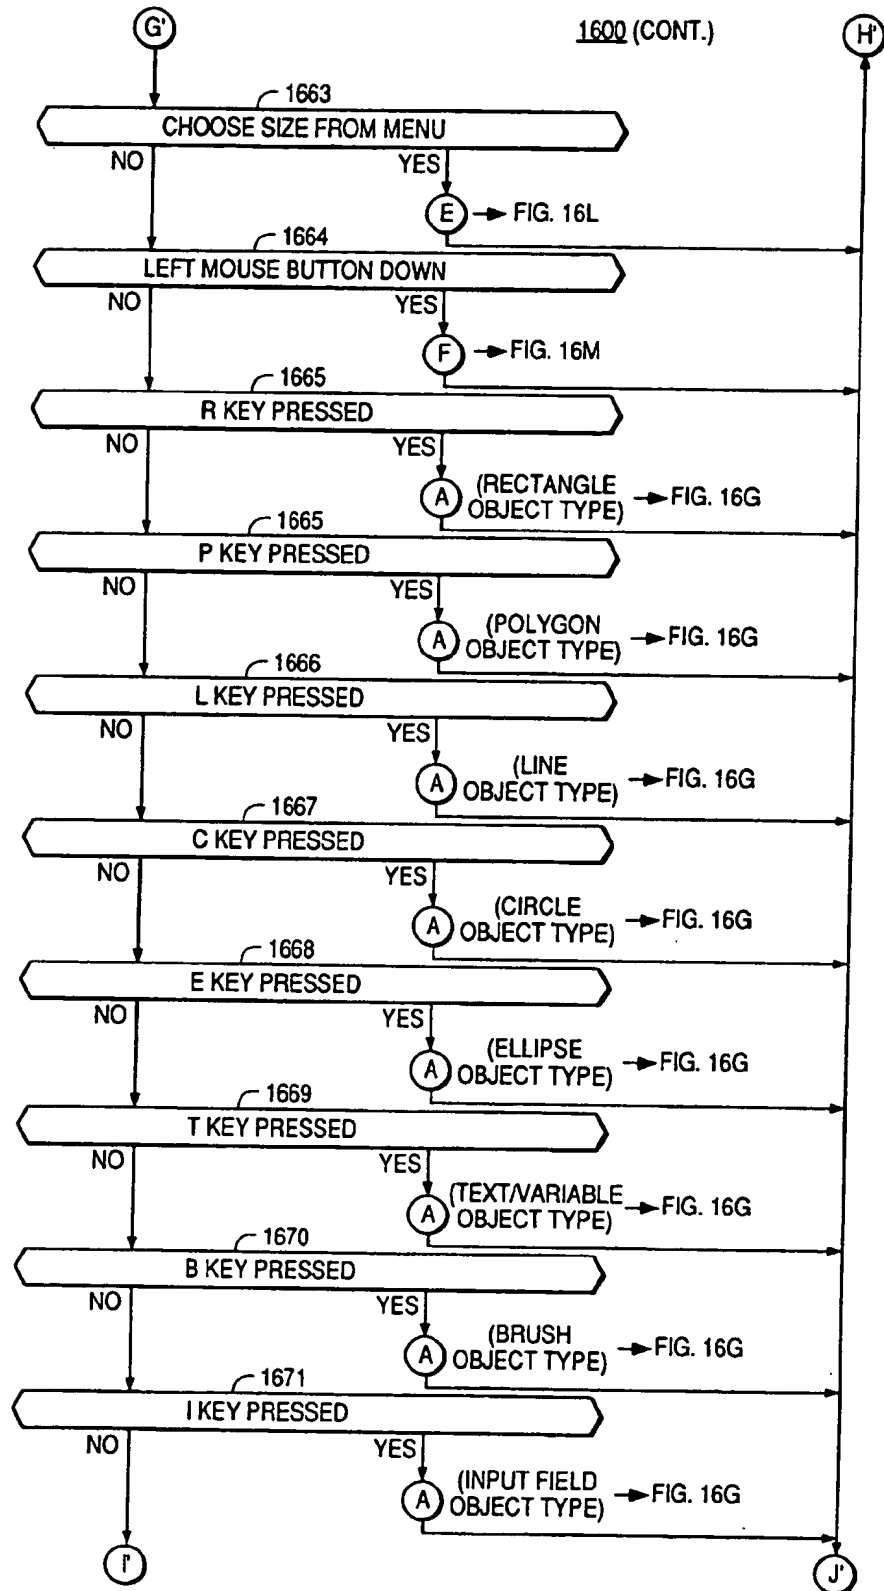 G'
1600 (CONT.)
H'
1663
CHOOSE SIZE FROM MENU
NO
YES
E
FIG. 16L
1664
LEFT MOUSE BUTTON DOWN
NO
YES
F
FIG. 16M
1665
R KEY PRESSED
NO
YES
A
(RECTANGLE
OBJECT TYPE)
FIG. 16G
1665
P KEY PRESSED
NO
YES
A
(POLYGON
OBJECT TYPE)
FIG. 16G
1666
L KEY PRESSED
NO
YES
A
(LINE
OBJECT TYPE)
FIG. 16G
1667
C KEY PRESSED
NO
YES
A
(CIRCLE
OBJECT TYPE)
FIG. 16G
1668
E KEY PRESSED
NO
YES
A
(ELLIPSE
OBJECT TYPE)
FIG. 16G
1669
T KEY PRESSED
NO
YES
A
(TEXT/VARIABLE
OBJECT TYPE)
FIG. 16G
1670
B KEY PRESSED
NO
YES
A
(BRUSH
OBJECT TYPE)
FIG. 16G
1671
I KEY PRESSED
NO
YES
A
(INPUT FIELD
OBJECT TYPE)
FIG. 16G
I'
J'